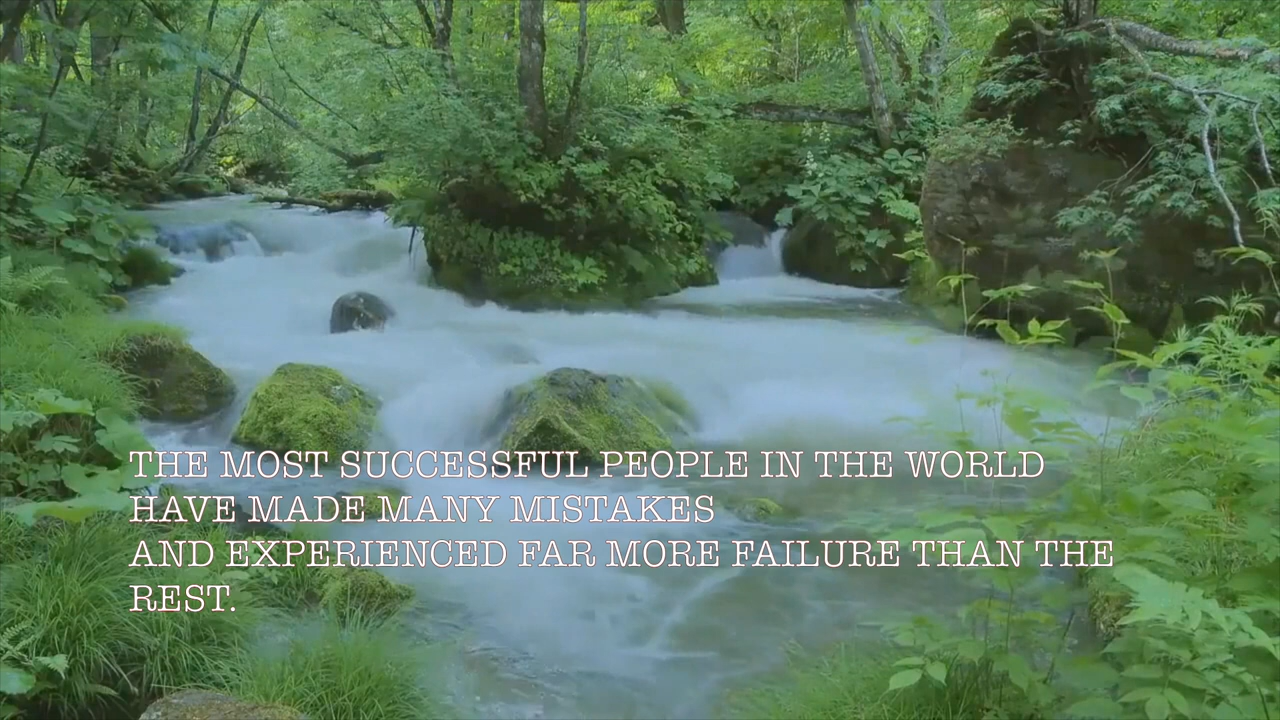 THE MOST SUCCESSFUL PEOPLE IN THE WORLD
HAVE MADE MANY MISTAKES
AND EXPERIENCED FAR MORE FAILURE THAN THE
REST.